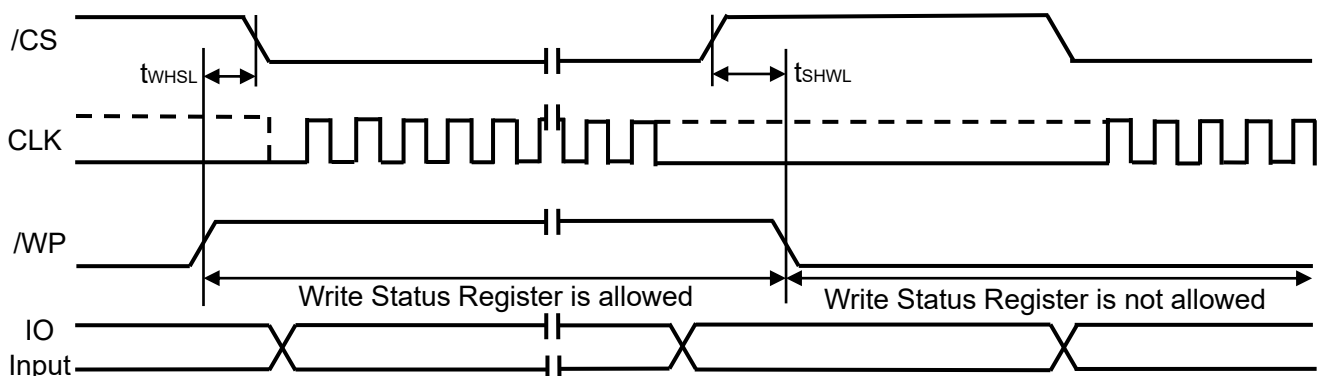 /CS
tWHSL
tSHWL
CLK
/WP
Write Status Register is allowed
Write Status Register is not allowed
IO
Input